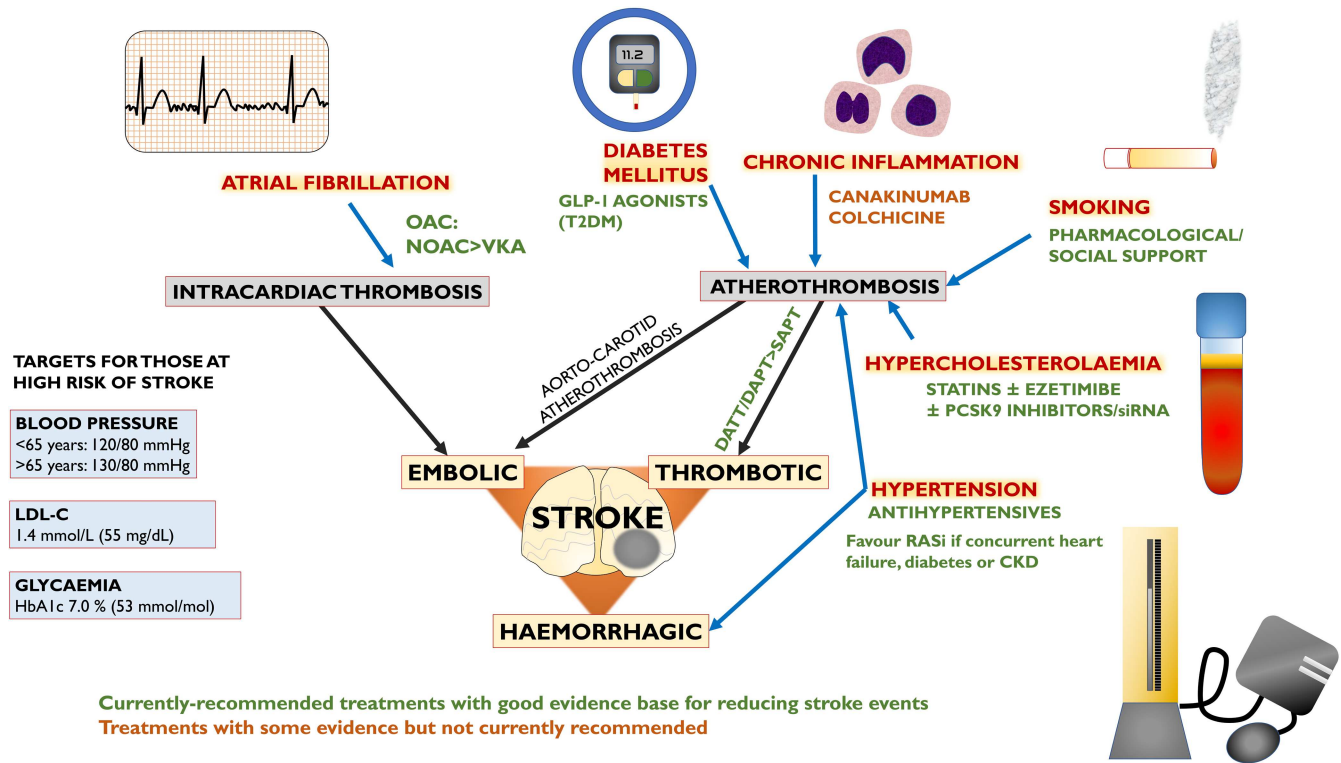 11.2
DIABETES
MELLITUS
GLP-1 AGONISTS
(T2DM)
CHRONIC INFLAMMATION
CANAKINUMAB
COLCHICINE
ATRIAL FIBRILLATION
OAC:
NOAC>VKA
SMOKING
PHARMACOLOGICAL/
SOCIAL SUPPORT
INTRACARDIAC THROMBOSIS
ATHEROTHROMBOSIS
AORTO-CAROTID
ATHEROTHROMBOSIS
DATT/DAPT>SAPT
HYPERCHOLESTEROLAEMIA
STATINS ± EZETIMIBE
± PCSK9 INHIBITORS/siRNA
TARGETS FOR THOSE AT
HIGH RISK OF STROKE
BLOOD PRESSURE
<65 years: 120/80 mmHg
>65 years: 130/80 mmHg
LDL-C
1.4 mmol/L (55 mg/dL)
GLYCAEMIA
HbA1c 7.0 % (53 mmol/mol)
EMBOLIC
THROMBOTIC
STROKE
HAEMORRHAGIC
HYPERTENSION
ANTIHYPERTENSIVES
Favour RASi if concurrent heart
failure, diabetes or CKD
Currently-recommended treatments with good evidence base for reducing stroke events
Treatments with some evidence but not currently recommended